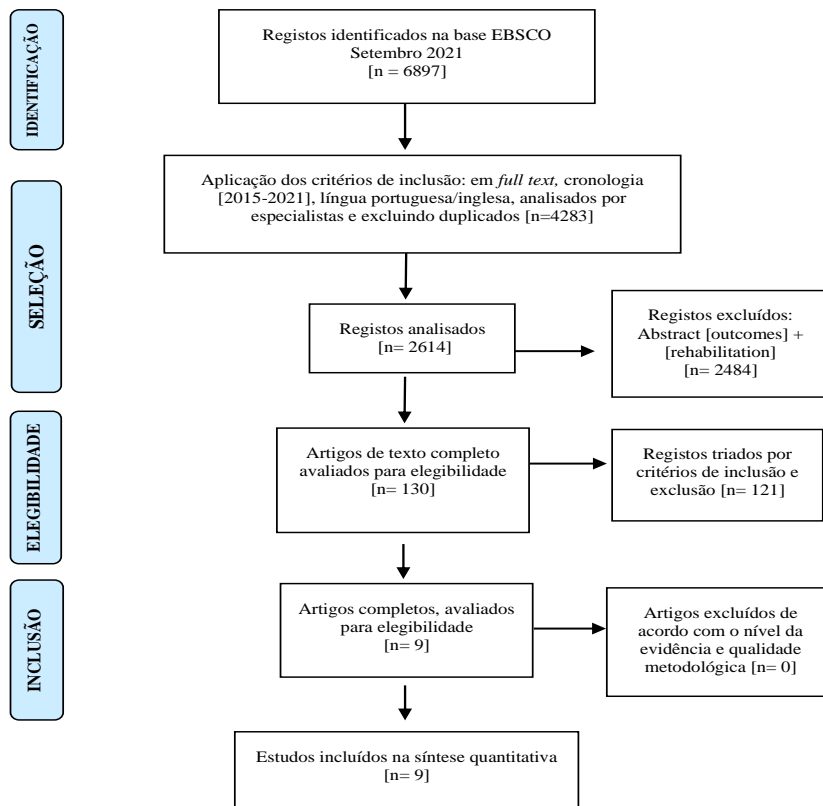 IDENTIFICAÇÃO
Registos identificados na base EBSCO
Setembro 2021
[n = 6897]
SELEÇÃO
Aplicação dos critérios de inclusão: em full text, cronologia
[2015-2021], língua portuguesa/inglesa, analisados por
especialistas e excluindo duplicados [n=4283]
Registos analisados
[n= 2614]
Registos excluídos:
Abstract [outcomes] +
[rehabilitation]
[n= 2484]
ELEGIBILIDADE
Artigos de texto completo
avaliados para elegibilidade
[n= 130]
Registos triados por
critérios de inclusão e
exclusão [n= 121]
INCLUSÃO
Artigos completos, avaliados
para elegibilidade
[n= 9]
Artigos excluídos de
acordo com o nível da
evidência e qualidade
metodológica [n= 0]
Estudos incluídos na síntese quantitativa
[n= 9]